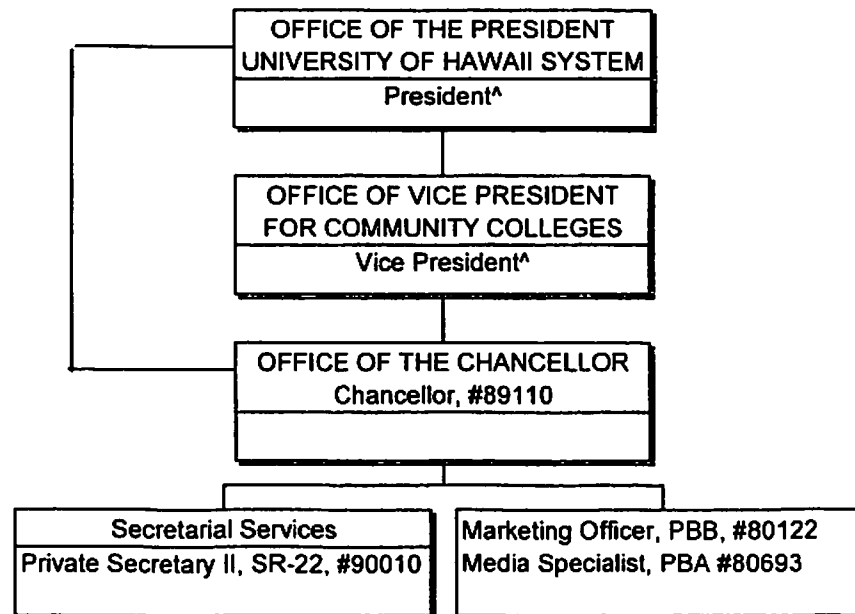 OFFICE OF THE PRESIDENT
UNIVERSITY OF HAWAII SYSTEM
President^
OFFICE OF VICE PRESIDENT
FOR COMMUNITY COLLEGES
Vice President^
OFFICE OF THE CHANCELLOR
Chancellor, #89110
Secretarial Services
Private Secretary II, SR-22, #90010
Marketing Officer, PBB, #80122
Media Specialist, PBA #80693